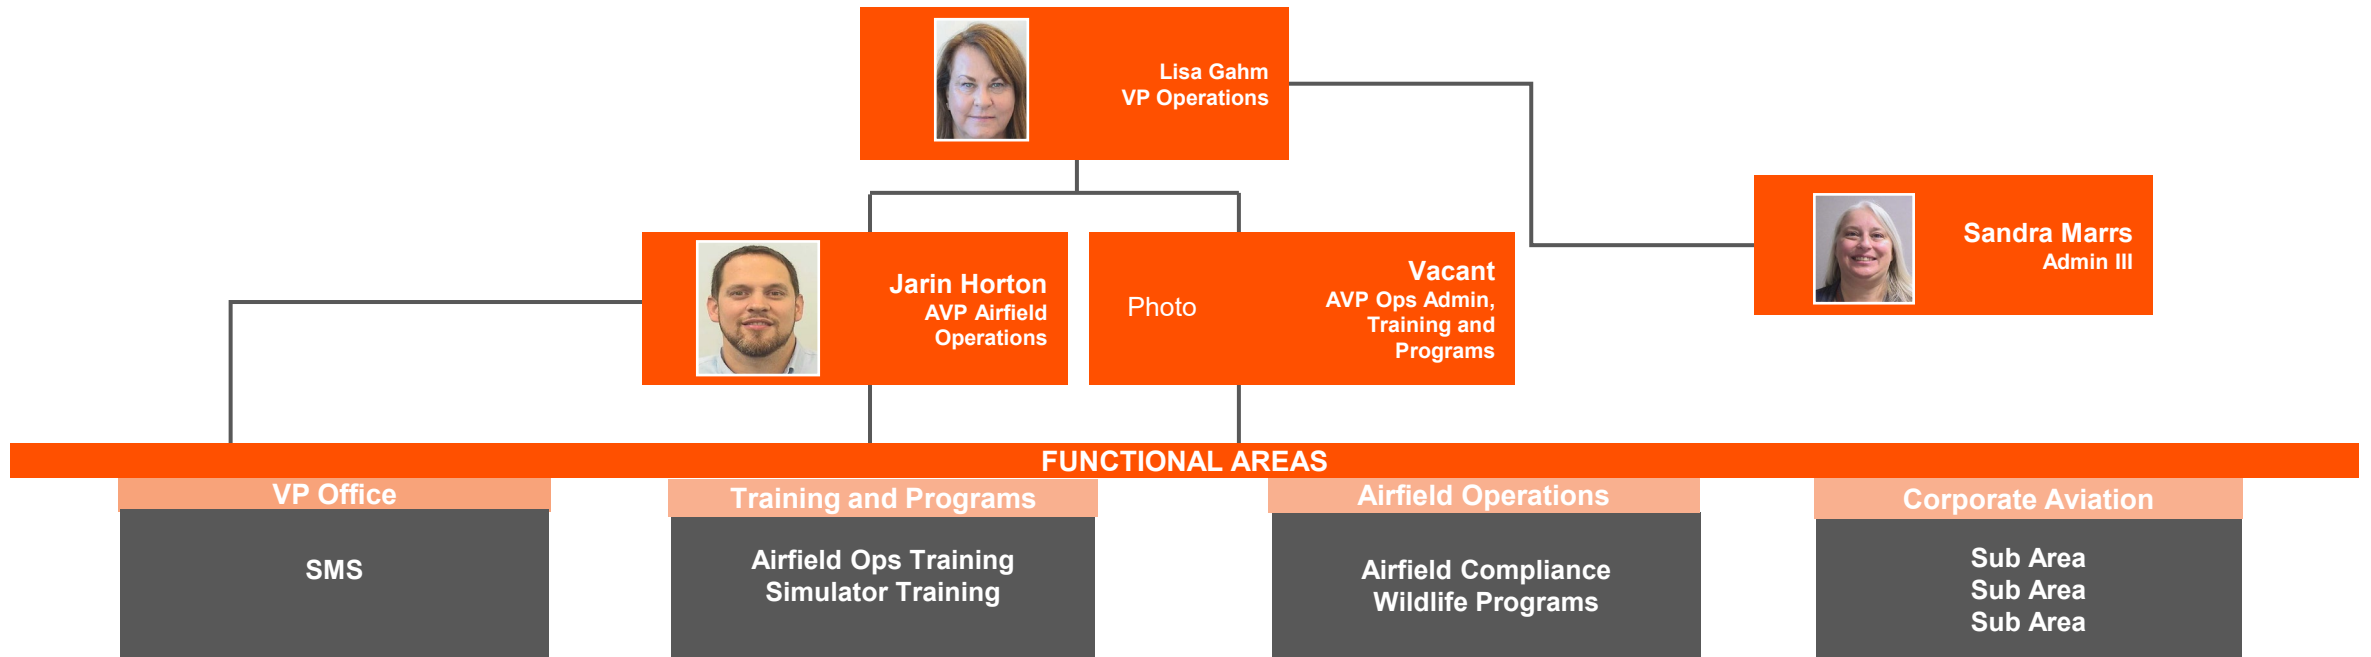 Lisa Gahm
VP Operations
Sandra Marrs
Admin III
Jarin Horton
AVP Airfield
Operations
Photo
Vacant
AVP Ops Admin,
Training and
Programs
FUNCTIONAL AREAS
VP Office
SMS
Training and Programs
Airfield Ops Training
Simulator Training
Airfield Operations
Airfield Compliance
Wildlife Programs
Corporate Aviation
Sub Area
Sub Area
Sub Area